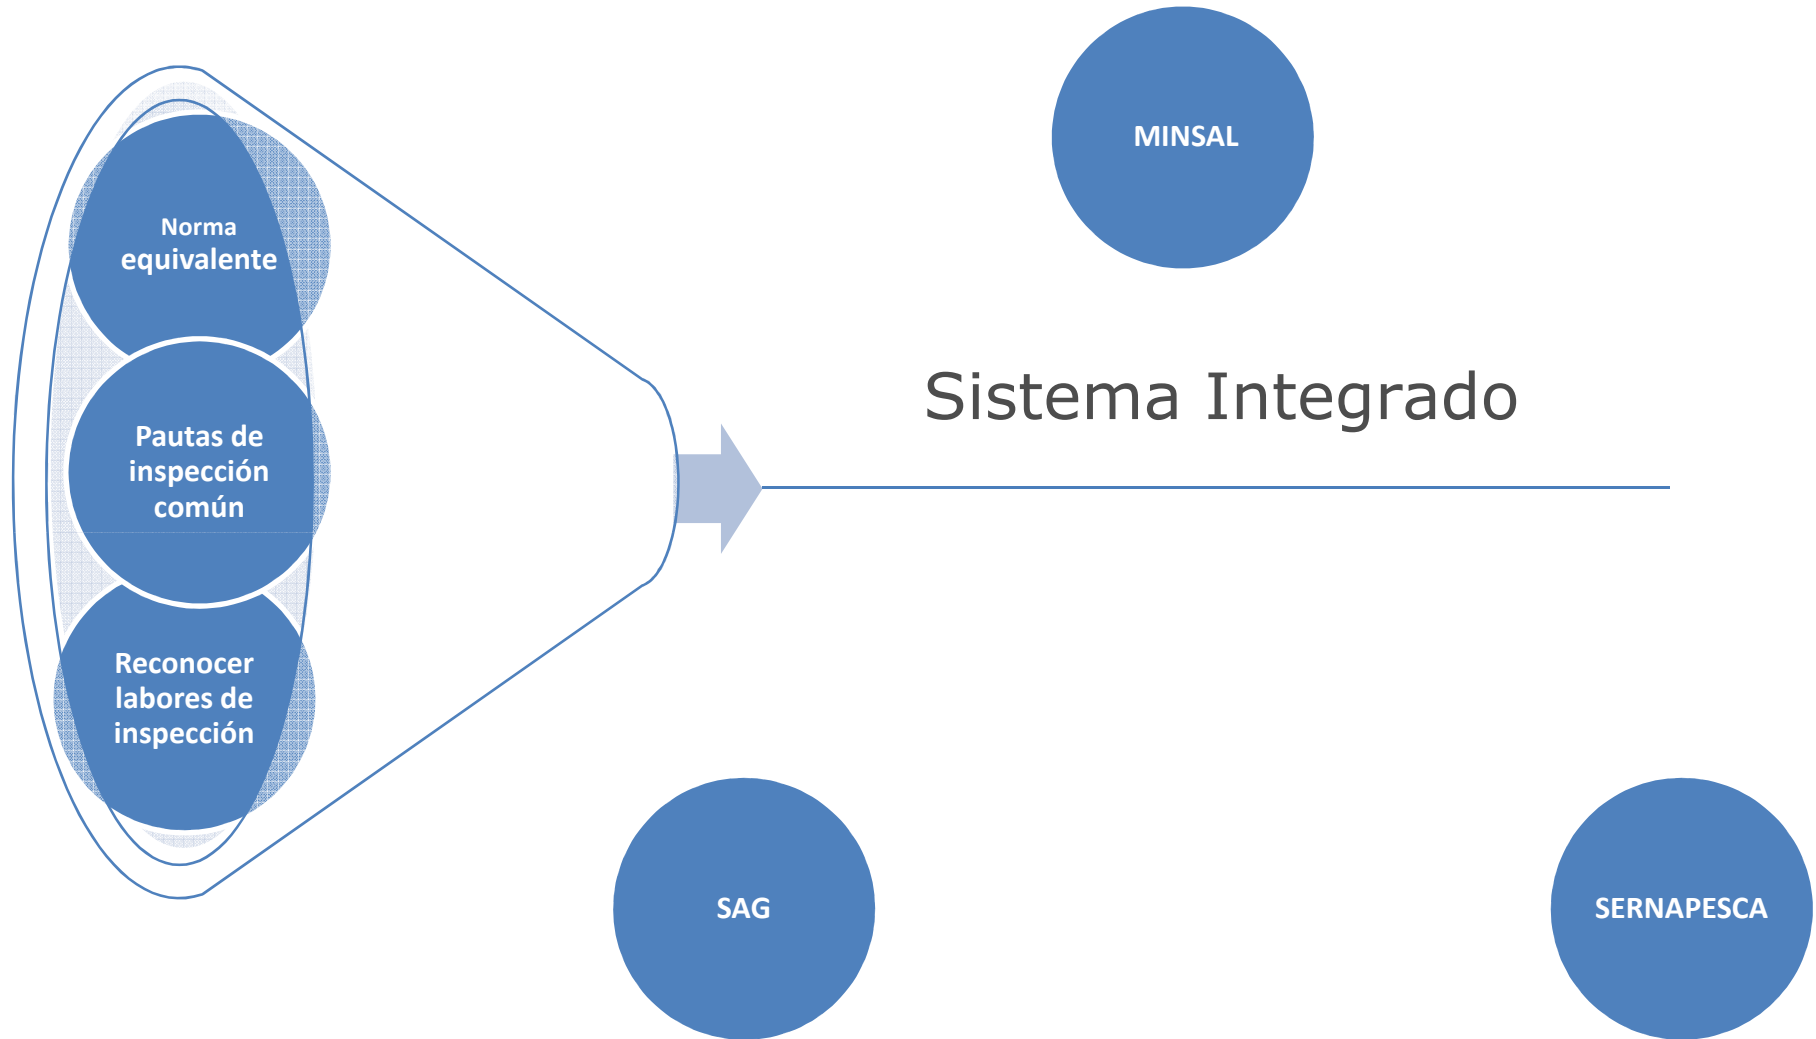 Norma
equivalente
Pautas de
inspección
común
Reconocer
labores de
inspección
MINSAL
Sistema Integrado
SAG
SERNAPESCA